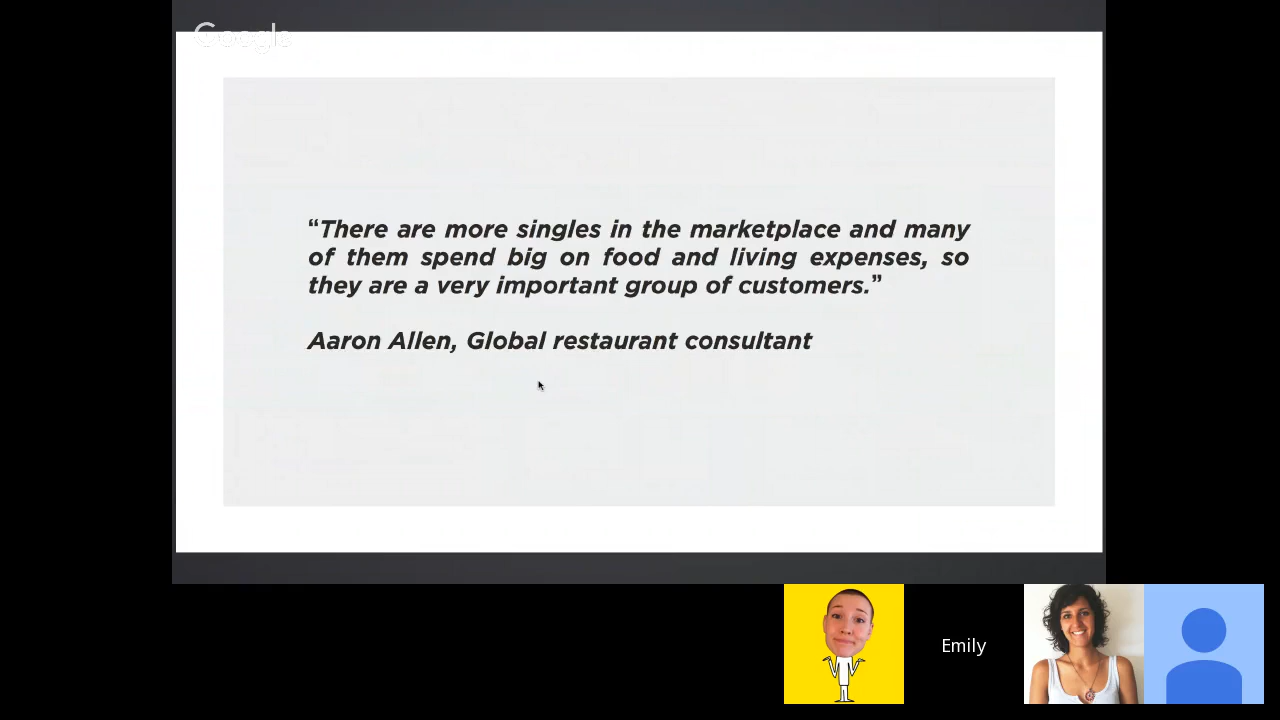 Google
“There are more singles in the marketplace and many
of them spend big on food and living expenses, so
they are a very important group of customers.”
Aaron Allen, Global restaurant consultant
Emily